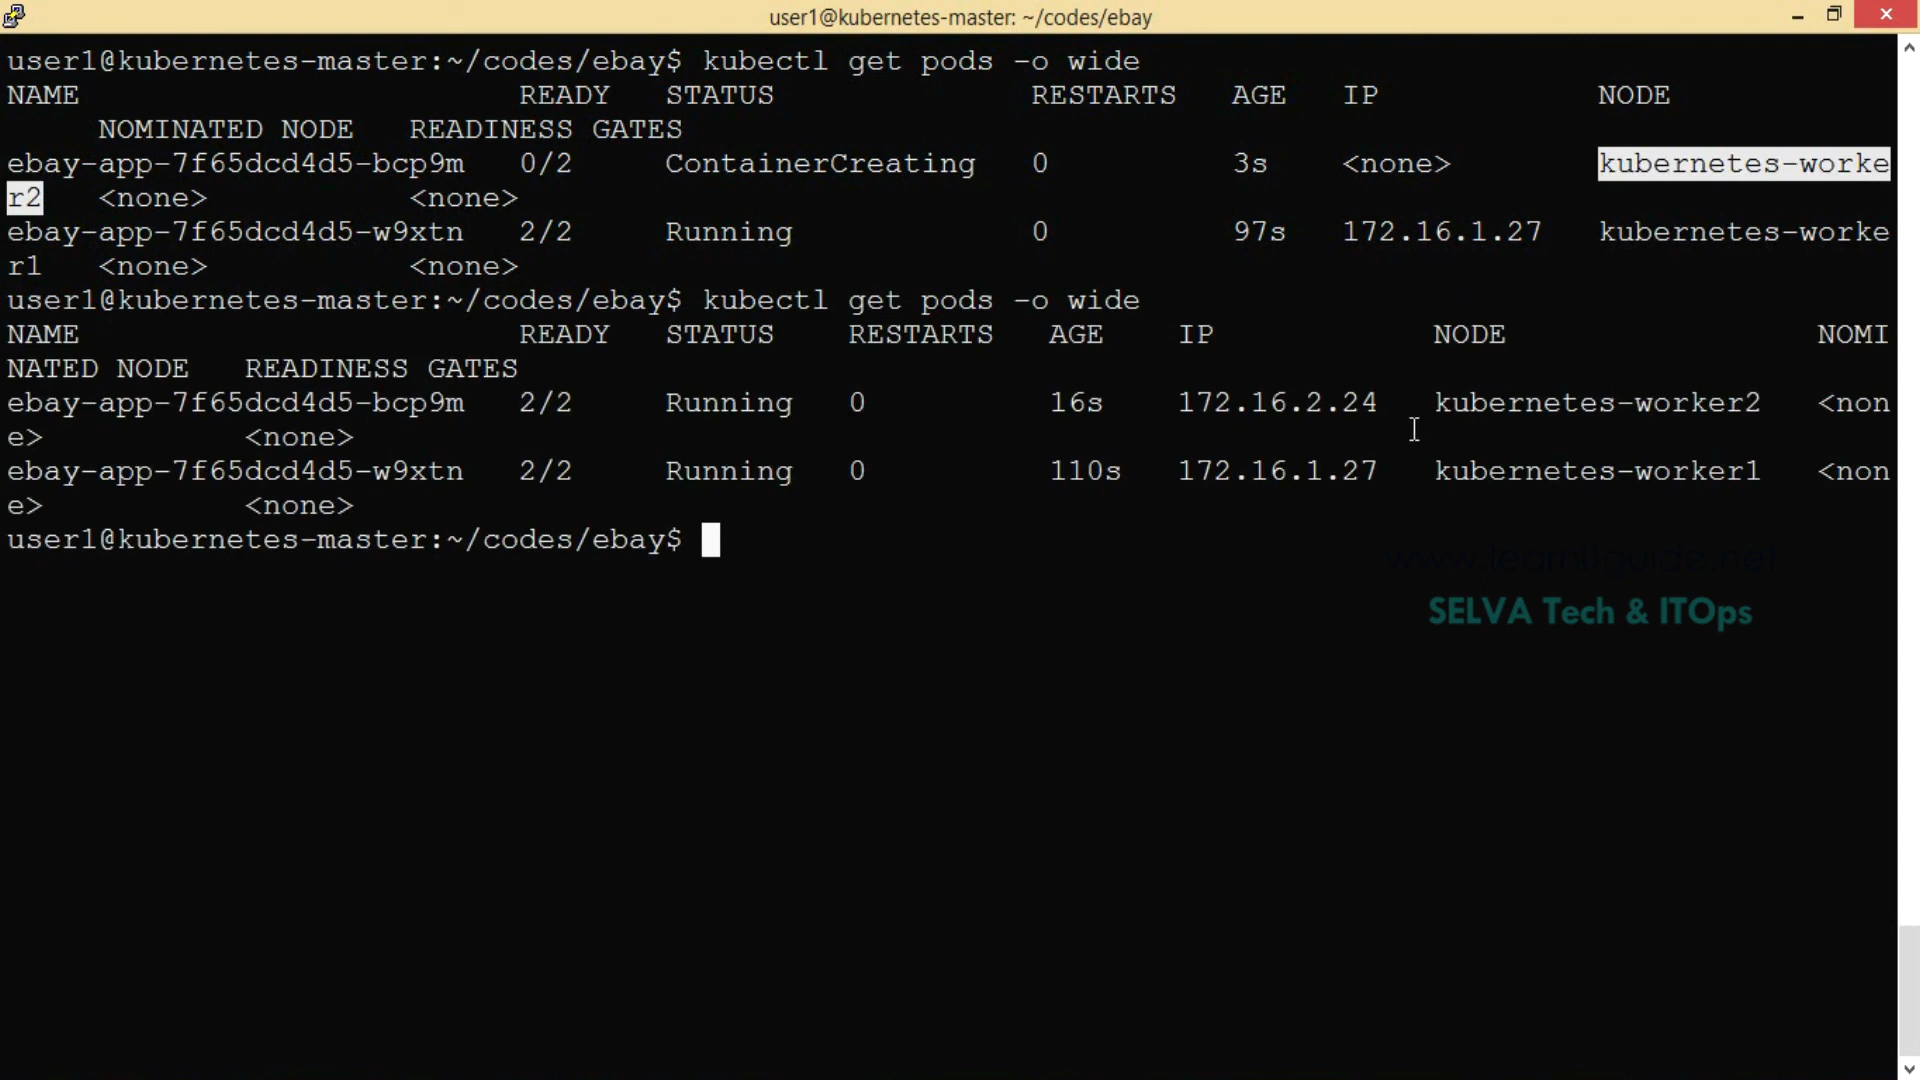 user1@kubernetes-master: ~/codes/ebay
user1@kubernetes-master:~/codes/ebay$ kubectl get pods -o wide
NAME READY STATUS RESTARTS AGE IP NODE
NOMINATED NODE READINESS GATES
ebay-app-7f65dcd4d5-bcp9m 0/2 ContainerCreating 0 3s <none> kubernetes-worke
r2 <none> <none>
ebay-app-7f65dcd4d5-w9xtn 2/2 Running 0 97s 172.16.1.27 kubernetes-worke
r1 <none> <none>
user1@kubernetes-master:~/codes/ebay$ kubectl get pods -o wide
NAME READY STATUS RESTARTS AGE IP NODE NOMI
NATED NODE READINESS GATES
ebay-app-7f65dcd4d5-bcp9m 2/2 Running 0 16s 172.16.2.24 kubernetes-worker2 <non
e> <none>
ebay-app-7f65dcd4d5-w9xtn 2/2 Running 0 110s 172.16.1.27 kubernetes-worker1 <non
e> <none>
user1@kubernetes-master:~/codes/ebay$
www.learnitguide.net
SELVA Tech & ITOps